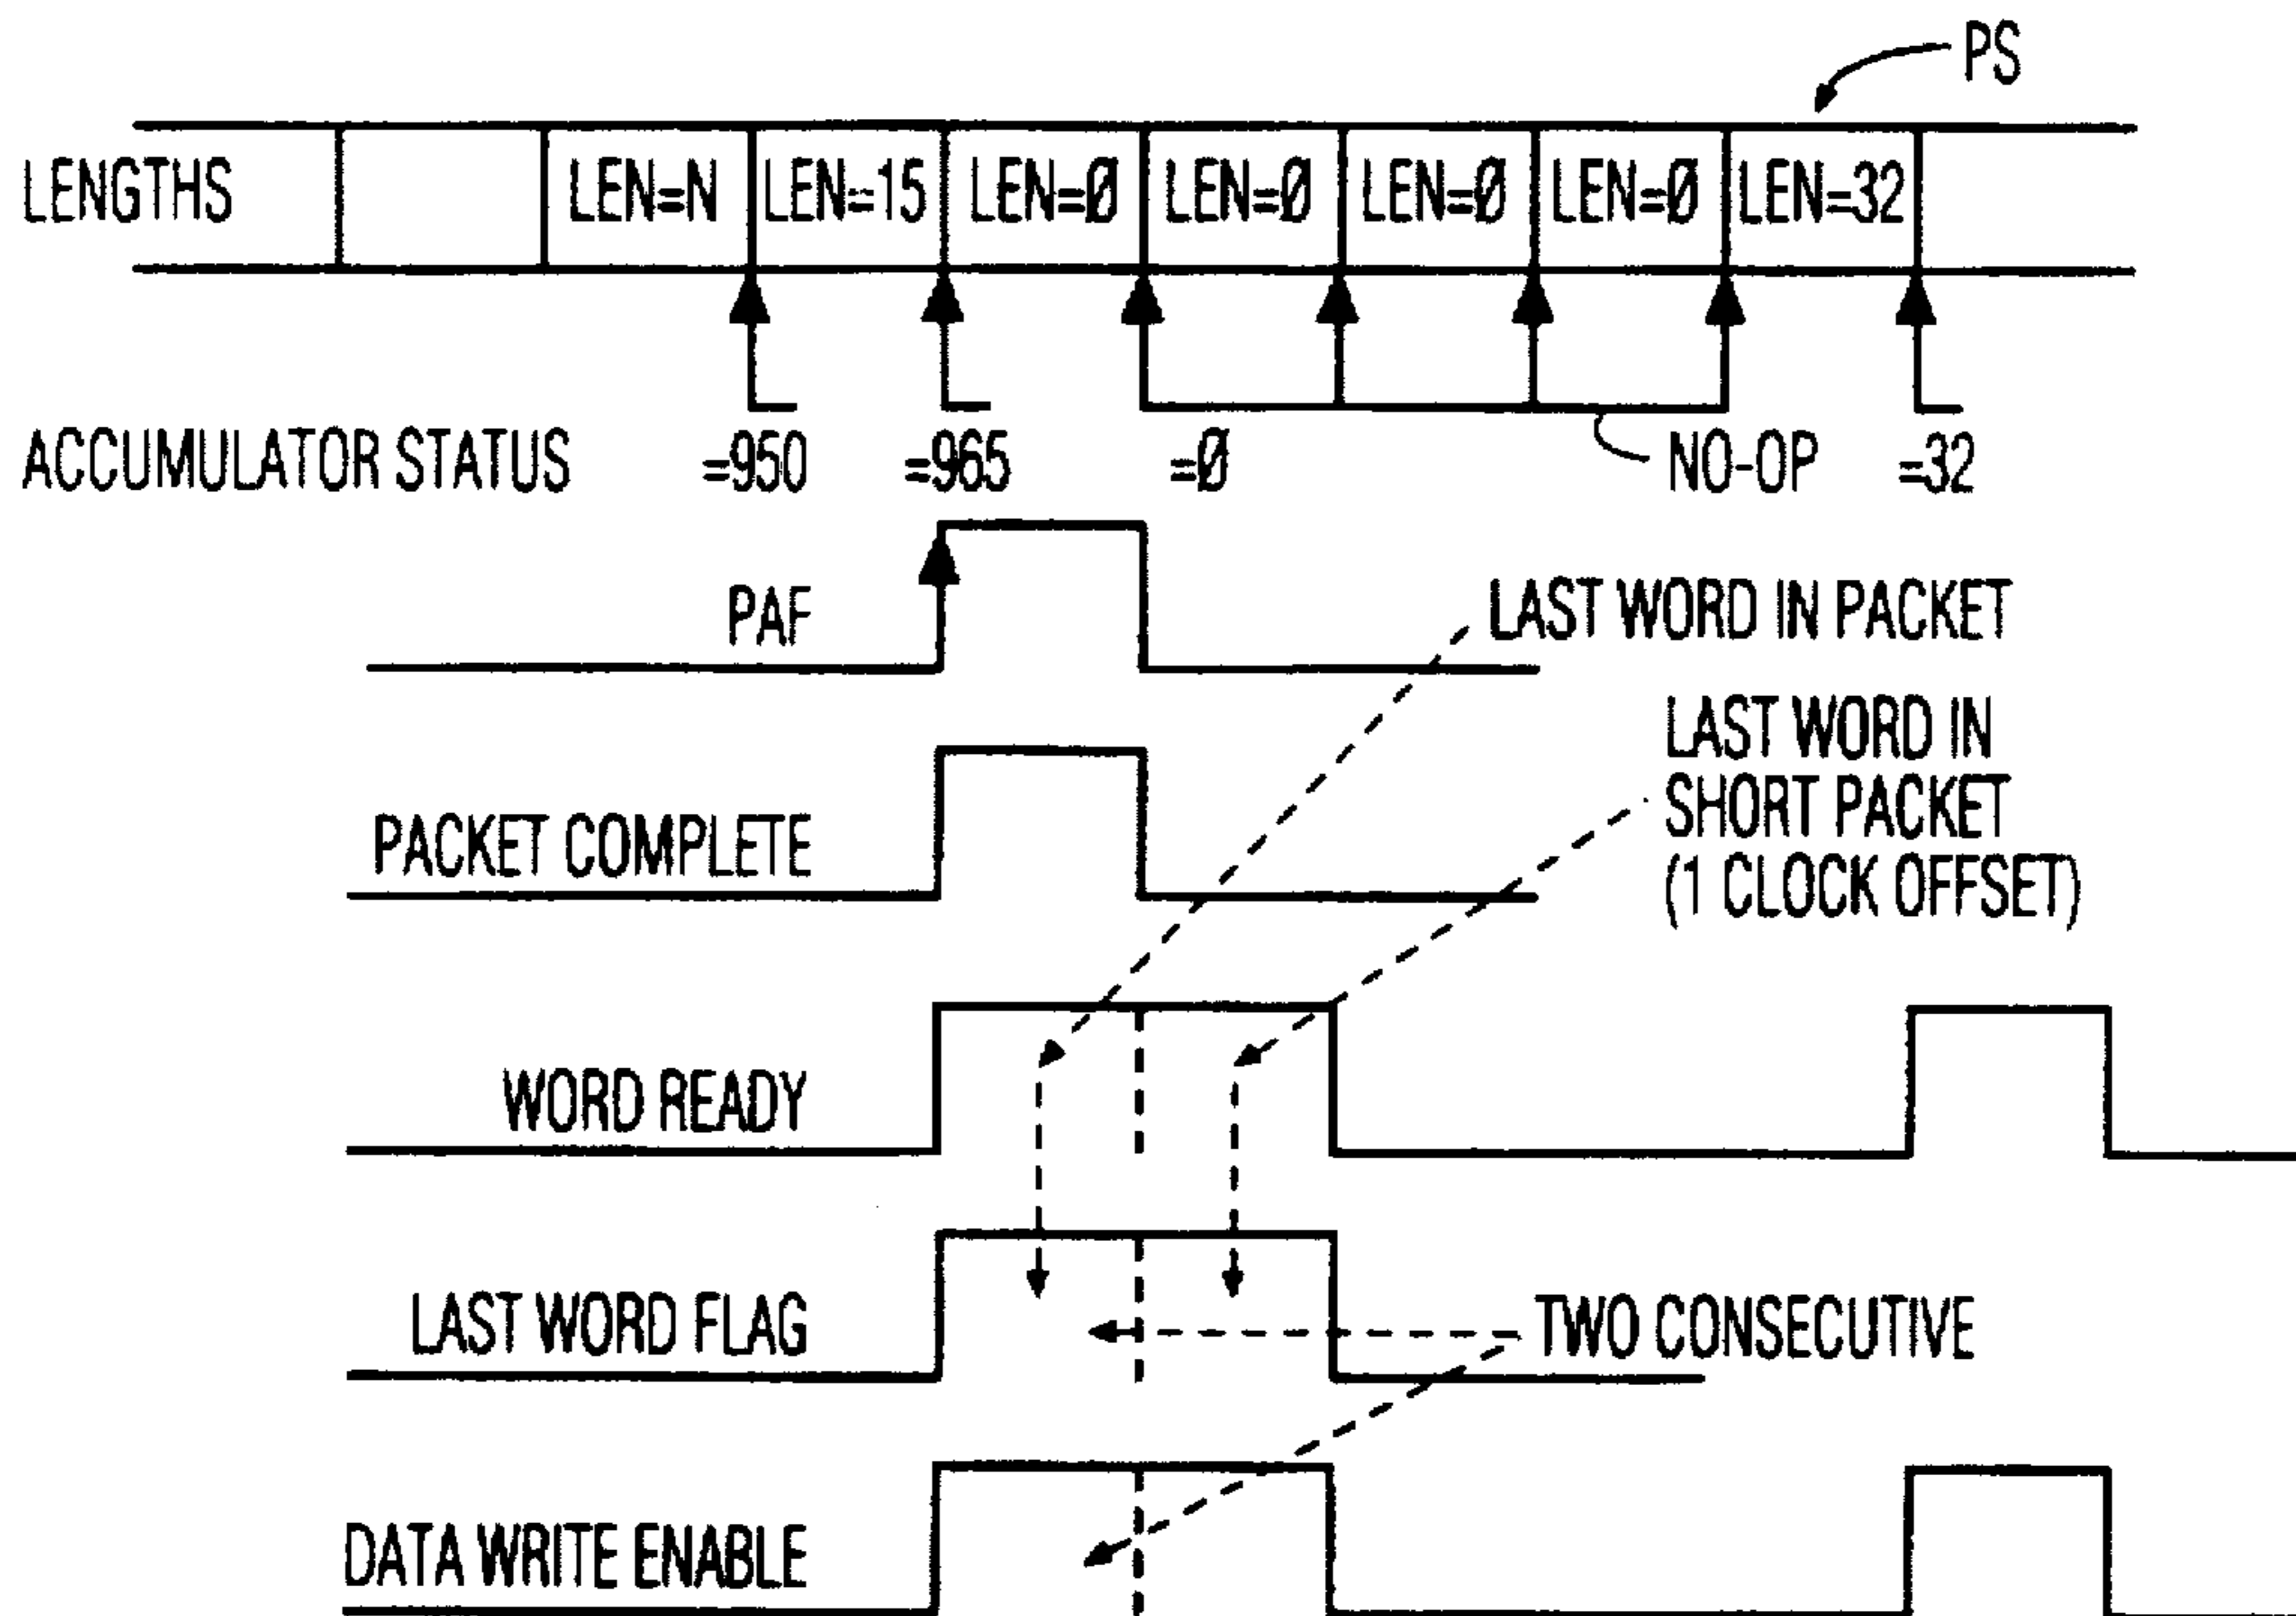 PS
LENGTHS LEN=N LEN=15 LEN=Ø LEN=Ø LEN=Ø LEN=Ø LEN=32
ACCUMULATOR STATUS =950 =965 =Ø NO-OP =32
PAF
LAST WORD IN PACKET
LAST WORD IN
SHORT PACKET
(1 CLOCK OFFSET)
PACKET COMPLETE
WORD READY
LAST WORD FLAG
TWO CONSECUTIVE
DATA WRITE ENABLE